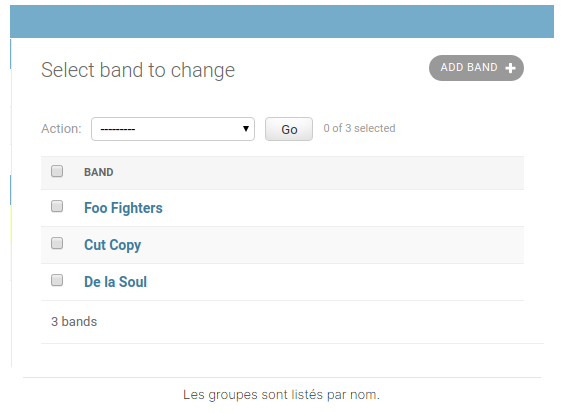 Select band to change
ADD BAND +
Action: --------- Go 0 of 3 selected
BAND
Foo Fighters
Cut Copy
De la Soul
3 bands
Les groupes sont listés par nom.